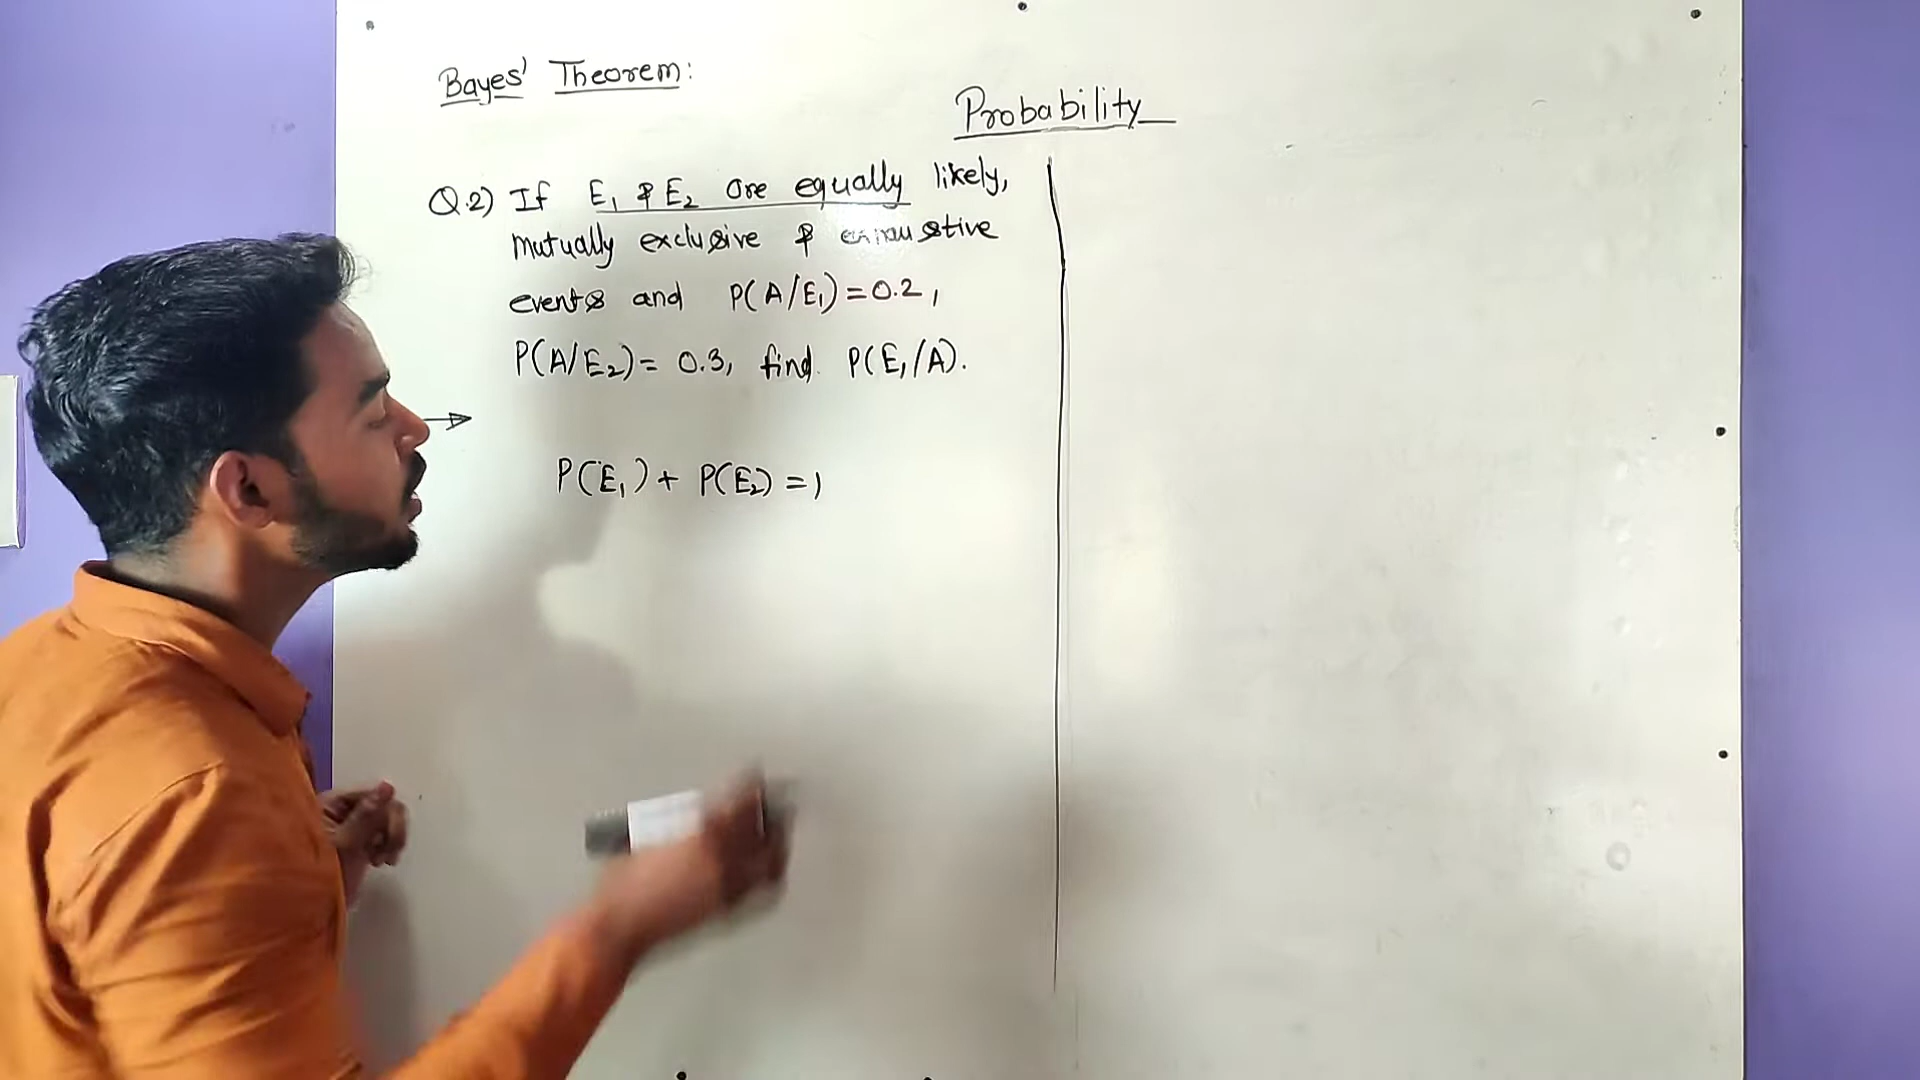 Bayes' Theorem:
Probability
Q.2) If E₁ & E₂ are equally likely,
Mutually exclusive & exhaustive
events and P(A/E₁) = 0.2,
P(A/E₂) = 0.3, find P(E₁/A).
P(E₁) + P(E₂) = 1